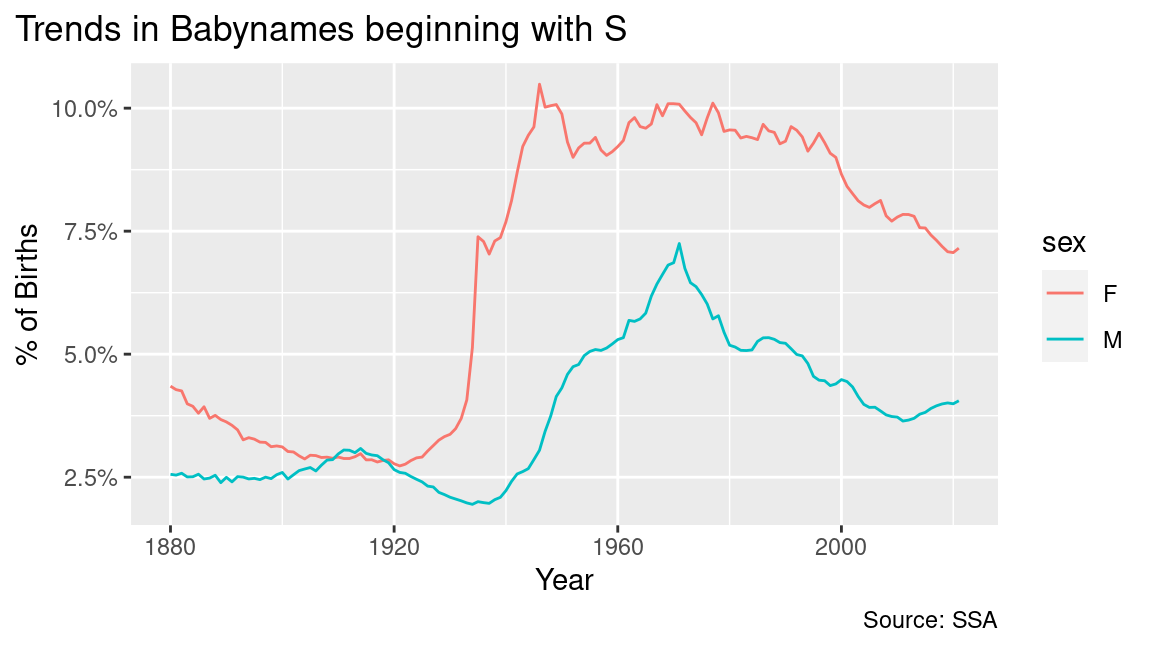 Trends in Babynames beginning with S
% of Births
10.0%
7.5%
5.0%
2.5%
1880 1920 1960 2000
Year
sex
F
M
Source: SSA